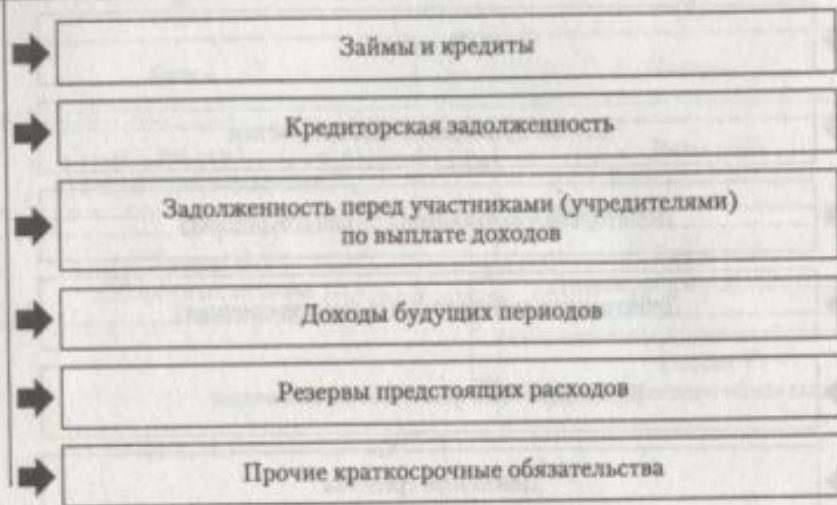 Займы и кредиты
Кредиторская задолженность
Задолженность перед участниками (учредителями)
по выплате доходов
Доходы будущих периодов
Резервы предстоящих расходов
Прочие краткосрочные обязательства